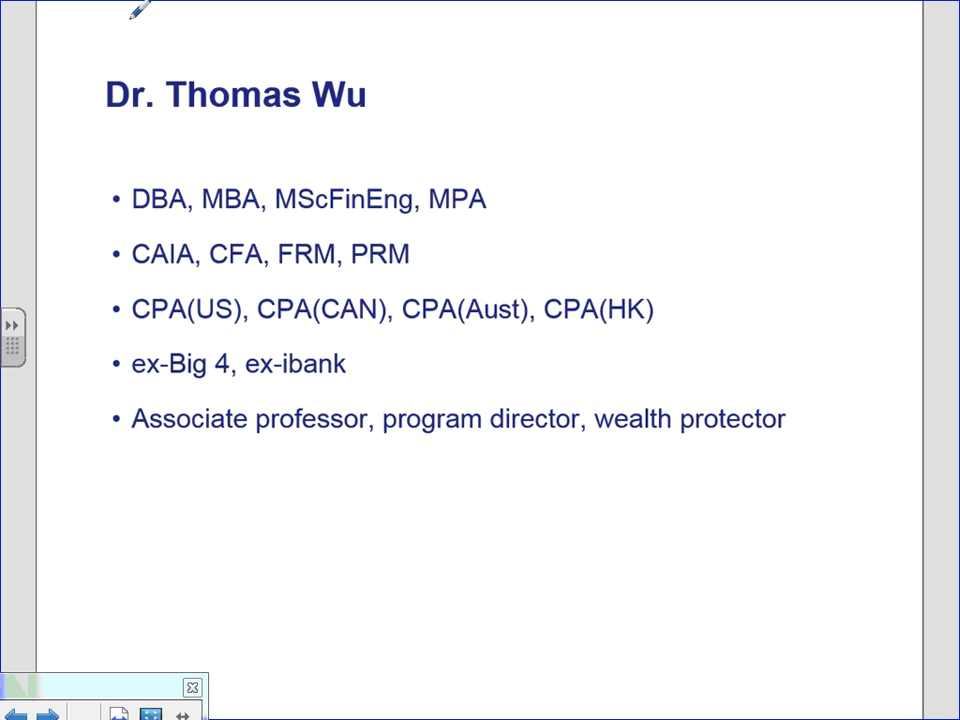 Dr. Thomas Wu
• DBA, MBA, MScFinEng, MPA
• CAIA, CFA, FRM, PRM
• CPA(US), CPA(CAN), CPA(Aust), CPA(HK)
• ex-Big 4, ex-ibank
• Associate professor, program director, wealth protector